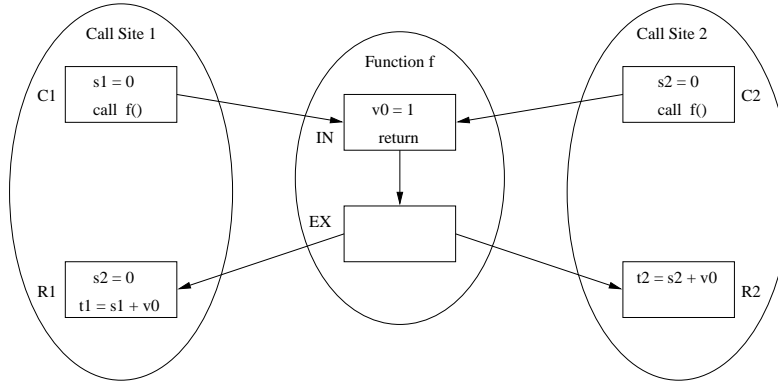 Call Site 1
C1
s1 = 0
call f()
R1
s2 = 0
t1 = s1 + v0
Function f
IN
v0 = 1
return
EX
Call Site 2
s2 = 0
call f()
C2
t2 = s2 + v0
R2